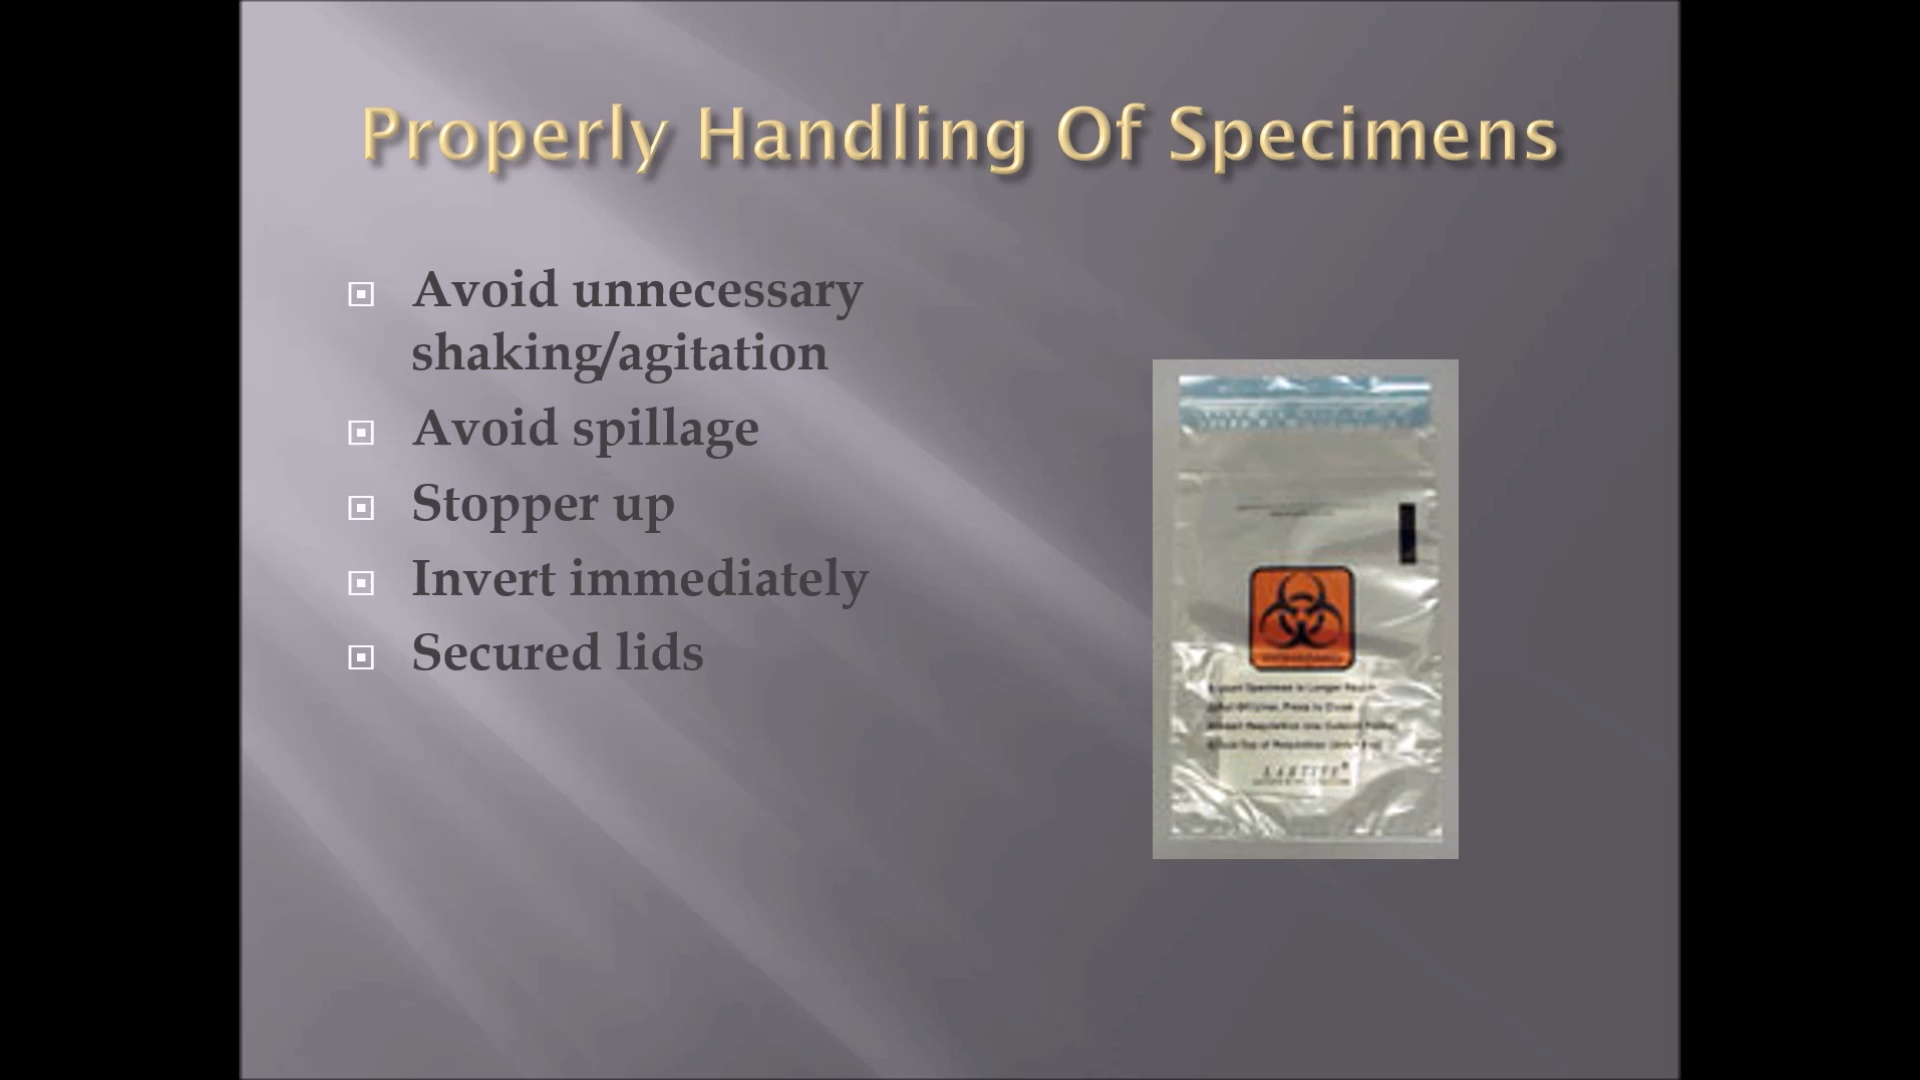 Properly Handling Of Specimens
Avoid unnecessary
shaking/agitation
Avoid spillage
Stopper up
Invert immediately
Secured lids